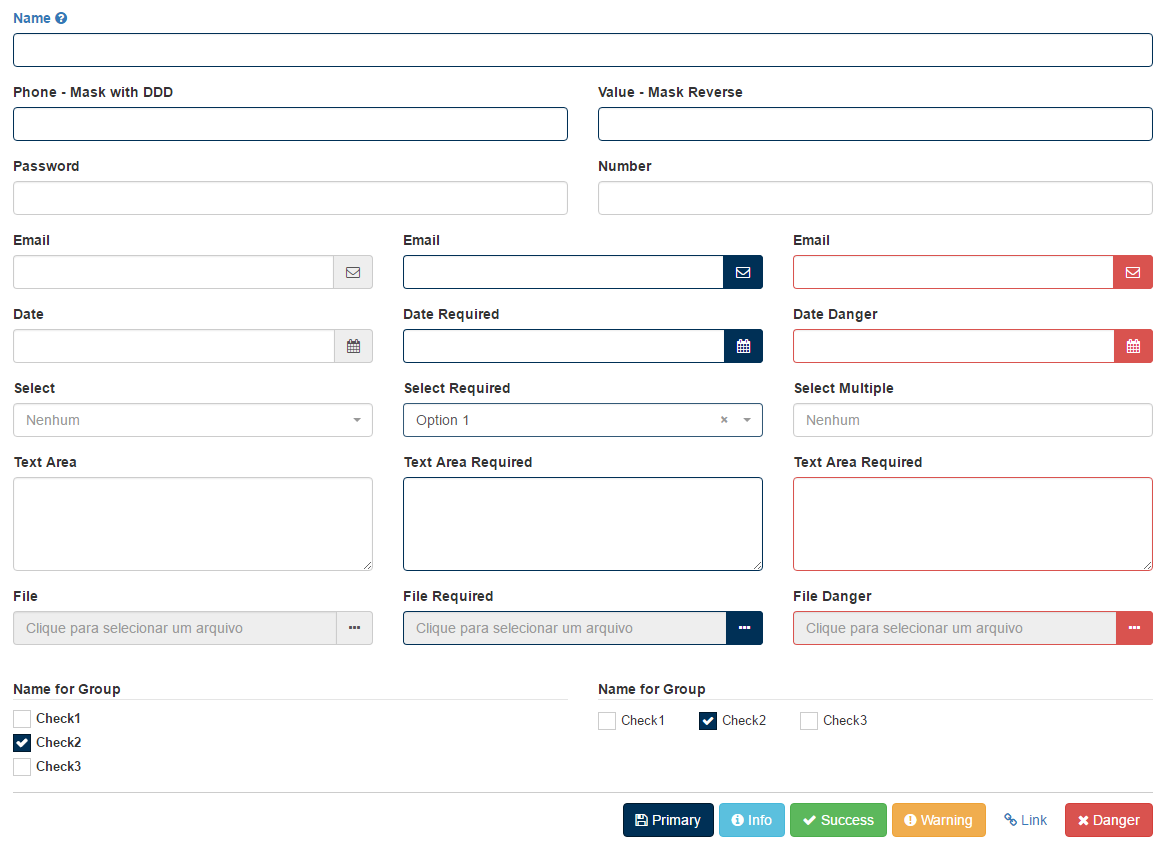 Name
Phone - Mask with DDD Value - Mask Reverse
Password Number
Email Email Email
Date Date Required Date Danger
Select Select Required Select Multiple
Nenhum Option 1 × Nenhum
Text Area Text Area Required Text Area Required
File File Required File Danger
Clique para selecionar um arquivo Clique para selecionar um arquivo Clique para selecionar um arquivo
Name for Group Name for Group
Check1 Check1 Check2 Check3
Check2
Check3
Primary Info Success Warning Link Danger